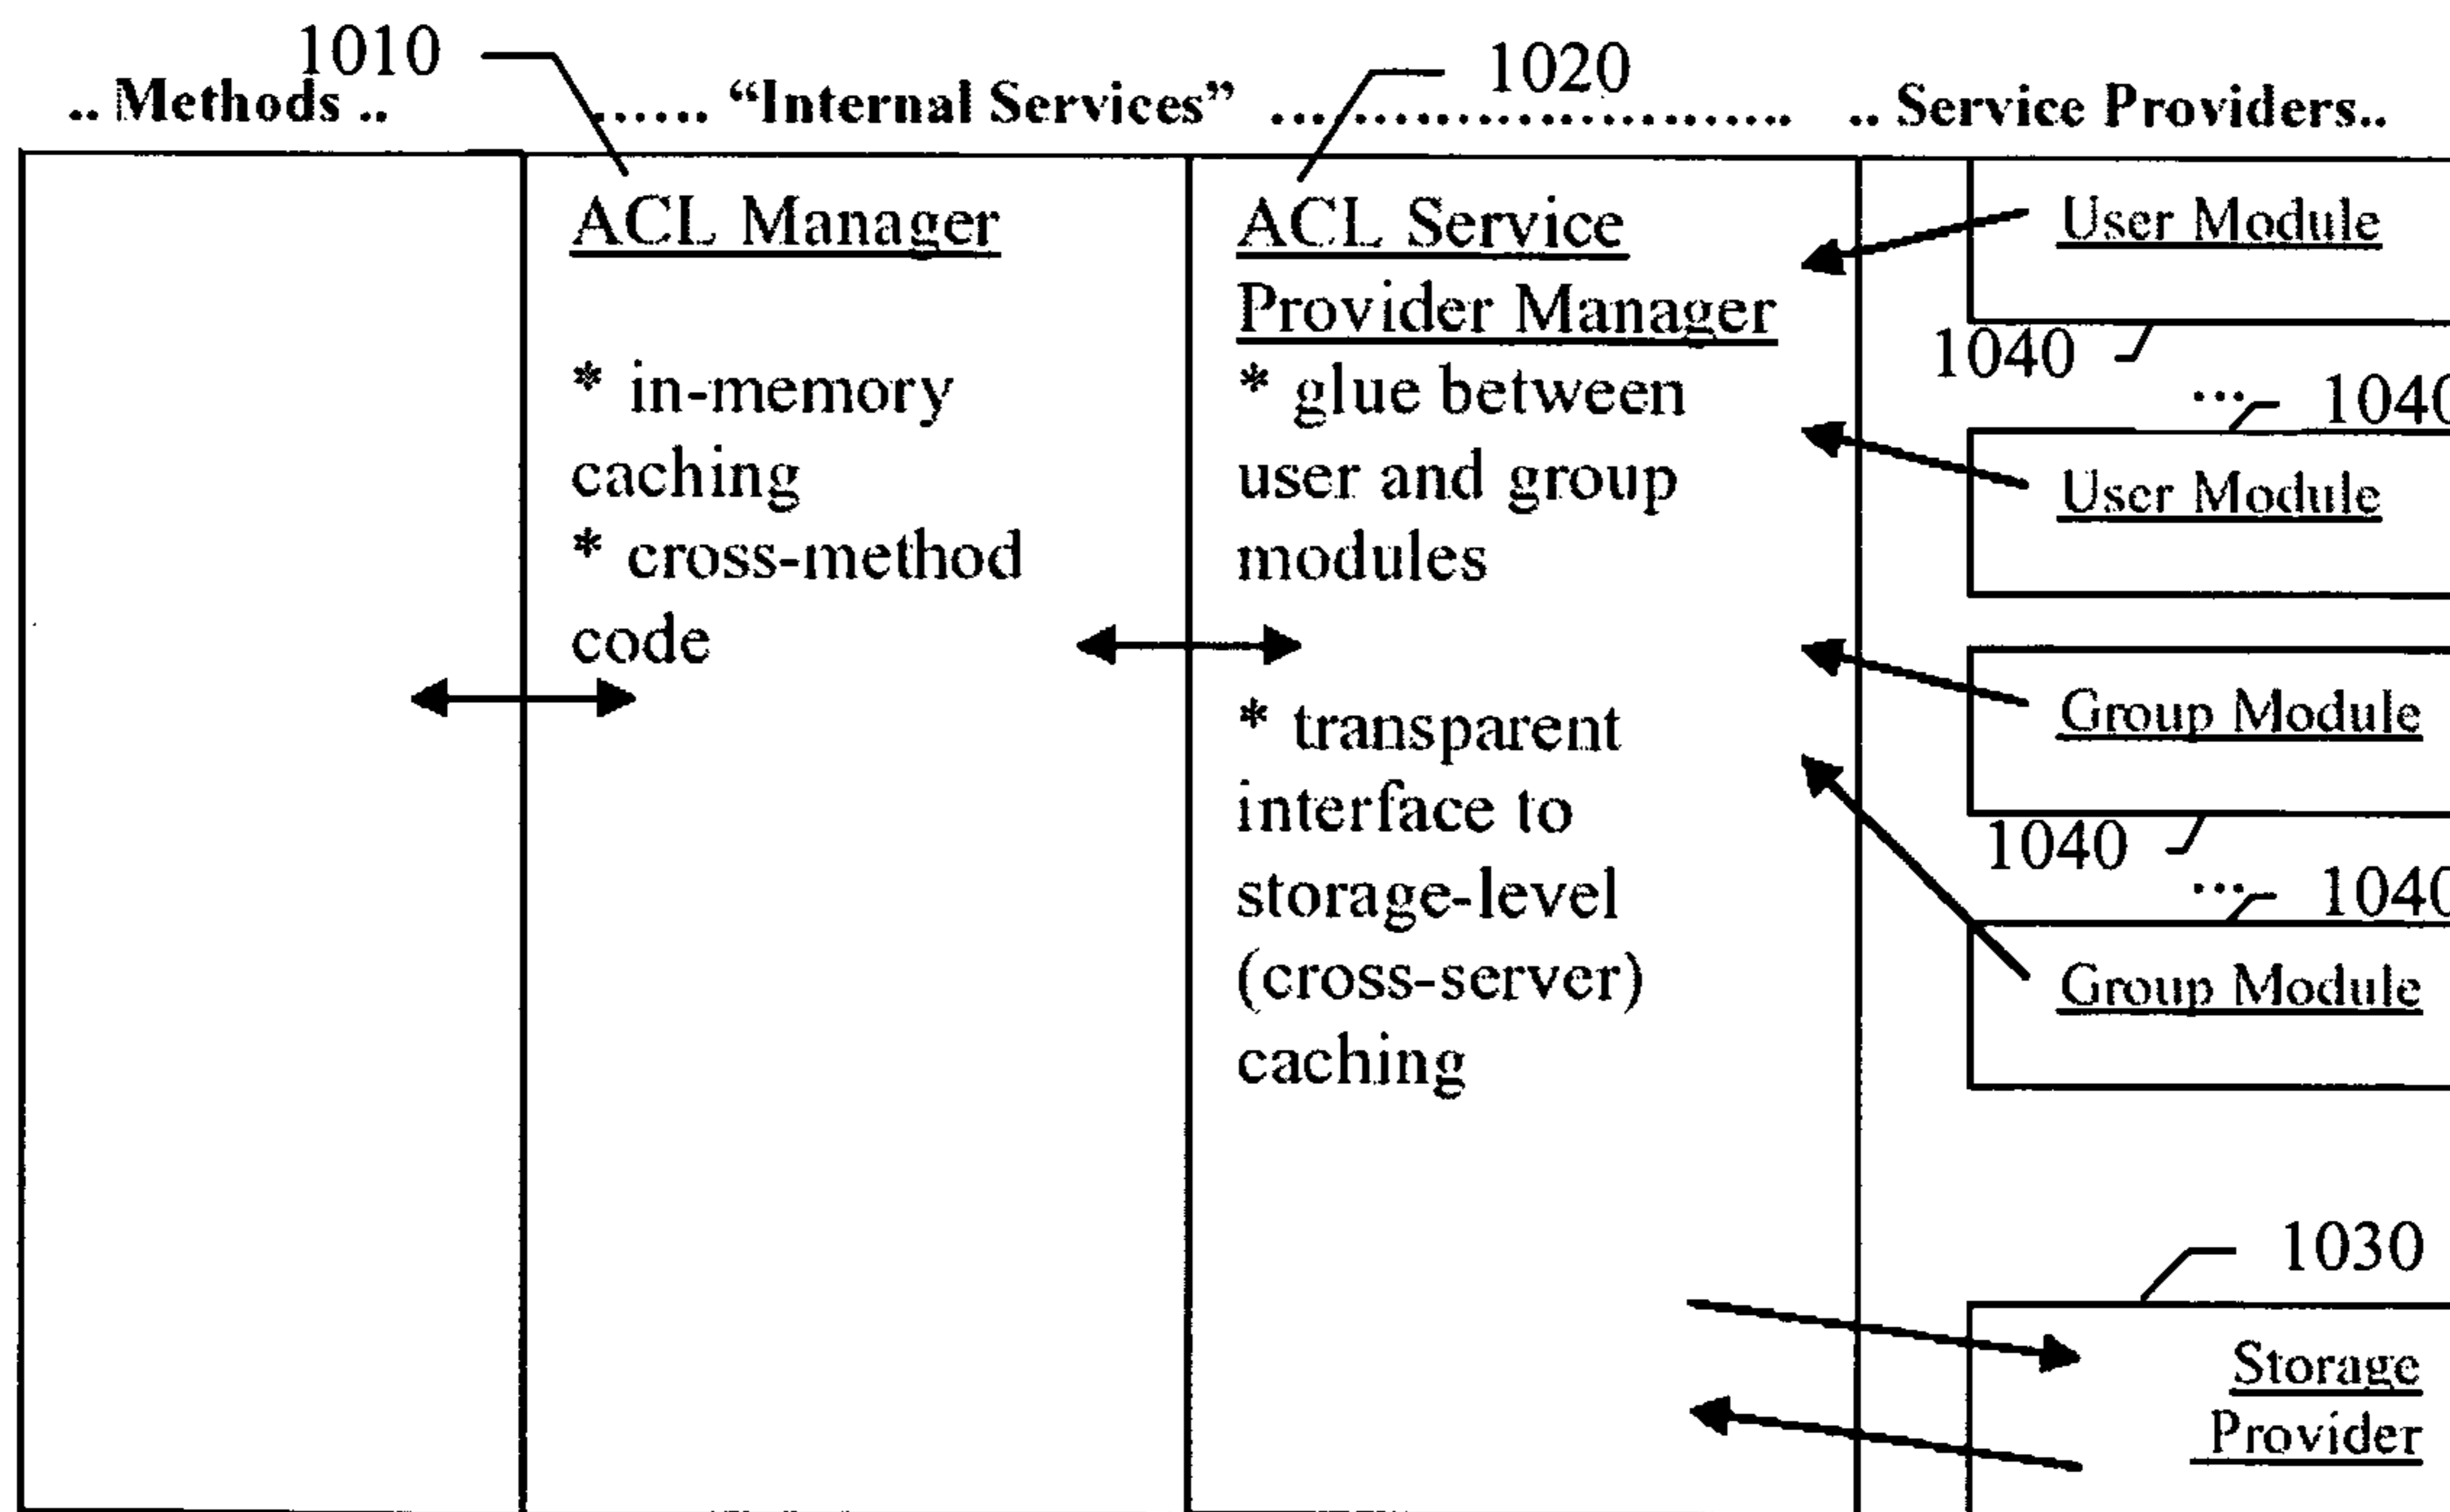 1010
1020
.. Methods ..
...... “Internal Services” .........................
.. Service Providers..
ACL Manager
* in-memory
caching
* cross-method
code
ACL Service
Provider Manager
* glue between
user and group
modules
* transparent
interface to
storage-level
(cross-server)
caching
User Module
1040
... 1040
User Module
Group Module
1040
... 1040
Group Module
1030
Storage
Provider